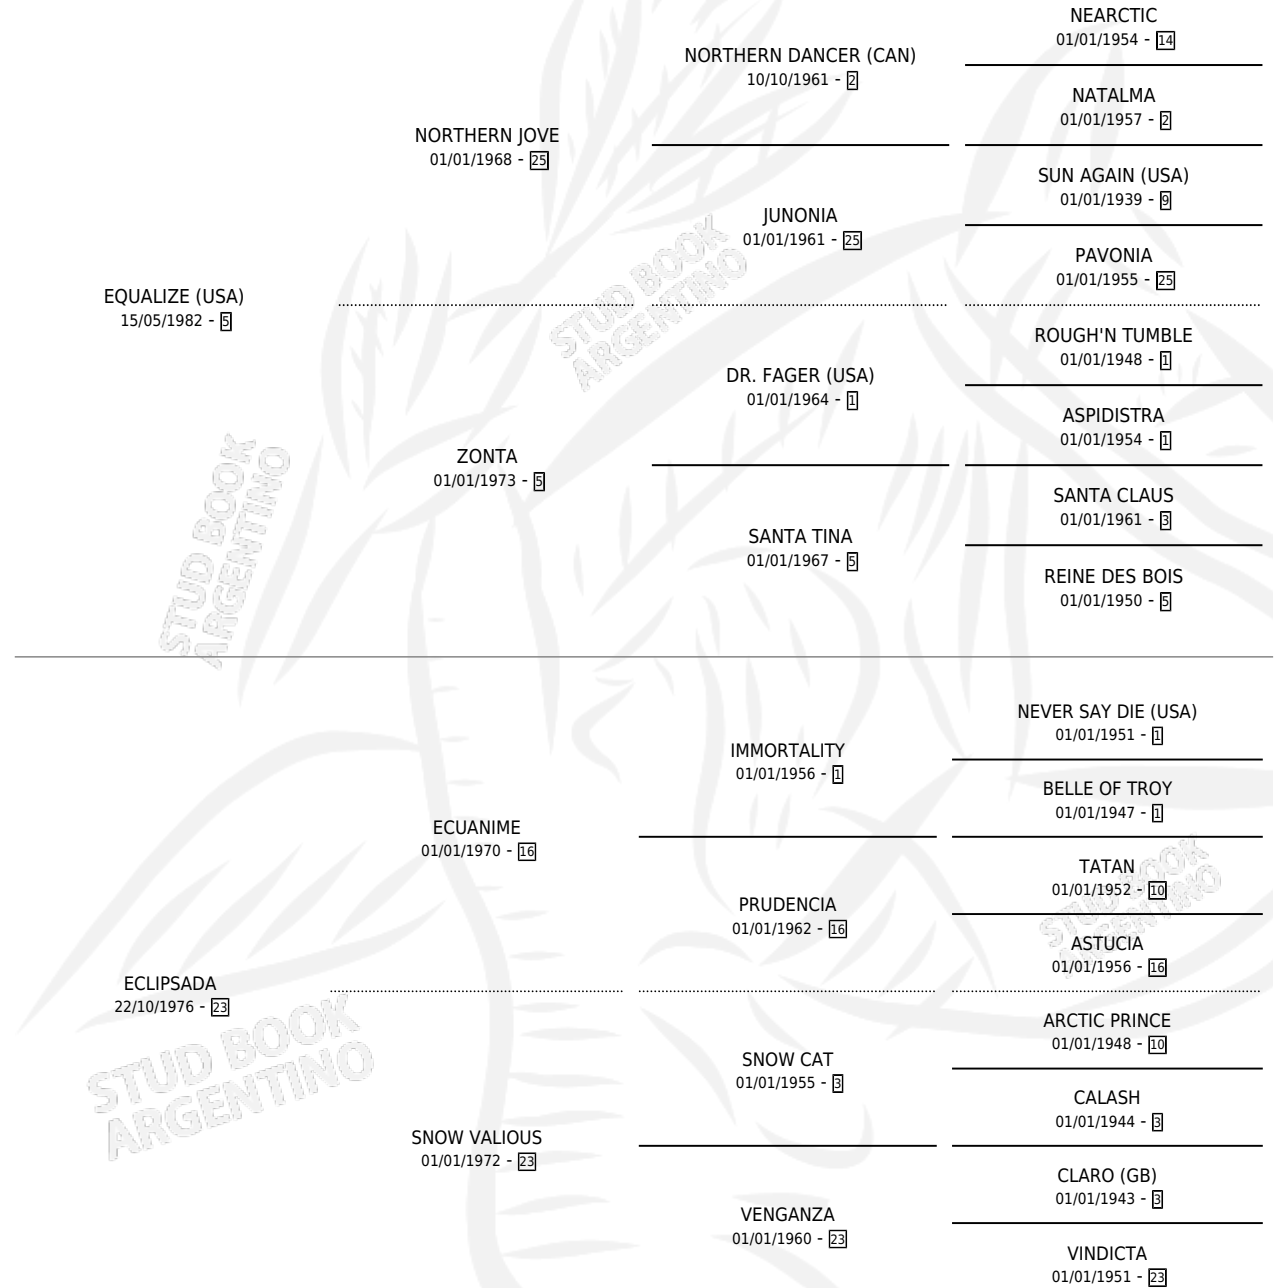 NEARCTIC
01/01/1954 - 14
NORTHERN DANCER (CAN)
10/10/1961 - 2
NATALMA
01/01/1957 - 2
NORTHERN JOVE
01/01/1968 - 25
SUN AGAIN (USA)
01/01/1939 - 9
JUNONIA
01/01/1961 - 25
PAVONIA
01/01/1955 - 25
EQUALIZE (USA)
15/05/1982 - 5
STUD BOOK
ARGENTINO
ROUGH'N TUMBLE
01/01/1948 - 1
DR. FAGER (USA)
01/01/1964 - 1
ASPIDISTRA
01/01/1954 - 1
ZONTA
01/01/1973 - 5
SANTA CLAUS
01/01/1961 - 3
SANTA TINA
01/01/1967 - 5
REINE DES BOIS
01/01/1950 - 5
STUD BOOK
ARGENTINO
NEVER SAY DIE (USA)
01/01/1951 - 1
IMMORTALITY
01/01/1956 - 1
BELLE OF TROY
01/01/1947 - 1
ECUANIME
01/01/1970 - 16
TATAN
01/01/1952 - 10
PRUDENCIA
01/01/1962 - 16
ASTUCIA
01/01/1956 - 16
STUD BOOK
ARGENTINO
ECLIPSADA
22/10/1976 - 23
ARCTIC PRINCE
01/01/1948 - 10
SNOW CAT
01/01/1955 - 3
CALASH
01/01/1944 - 3
STUD BOOK
ARGENTINO
SNOW VALIOUS
01/01/1972 - 23
CLARO (GB)
01/01/1943 - 3
VENGANZA
01/01/1960 - 23
VINDICTA
01/01/1951 - 23